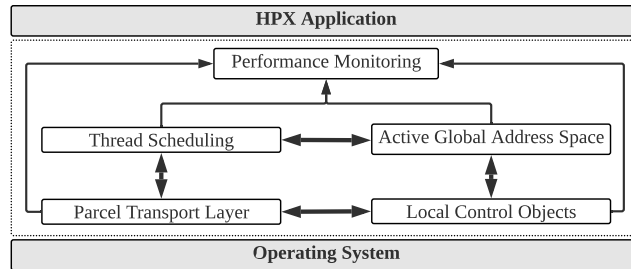 HPX Application
Performance Monitoring
Thread Scheduling
Active Global Address Space
Parcel Transport Layer
Local Control Objects
Operating System